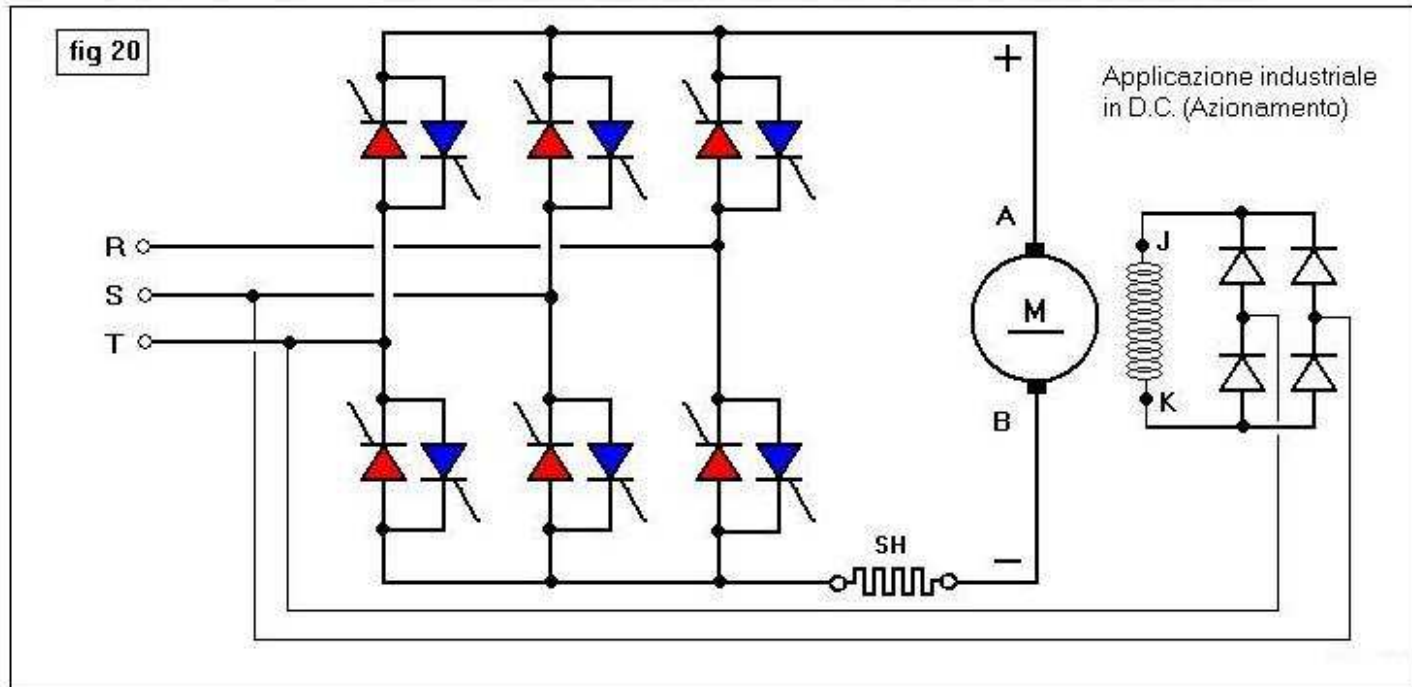 fig 20
+
Applicazione industriale
in D.C. (Azionamento)
A
R
J
S
M
T
K
B
SH
−